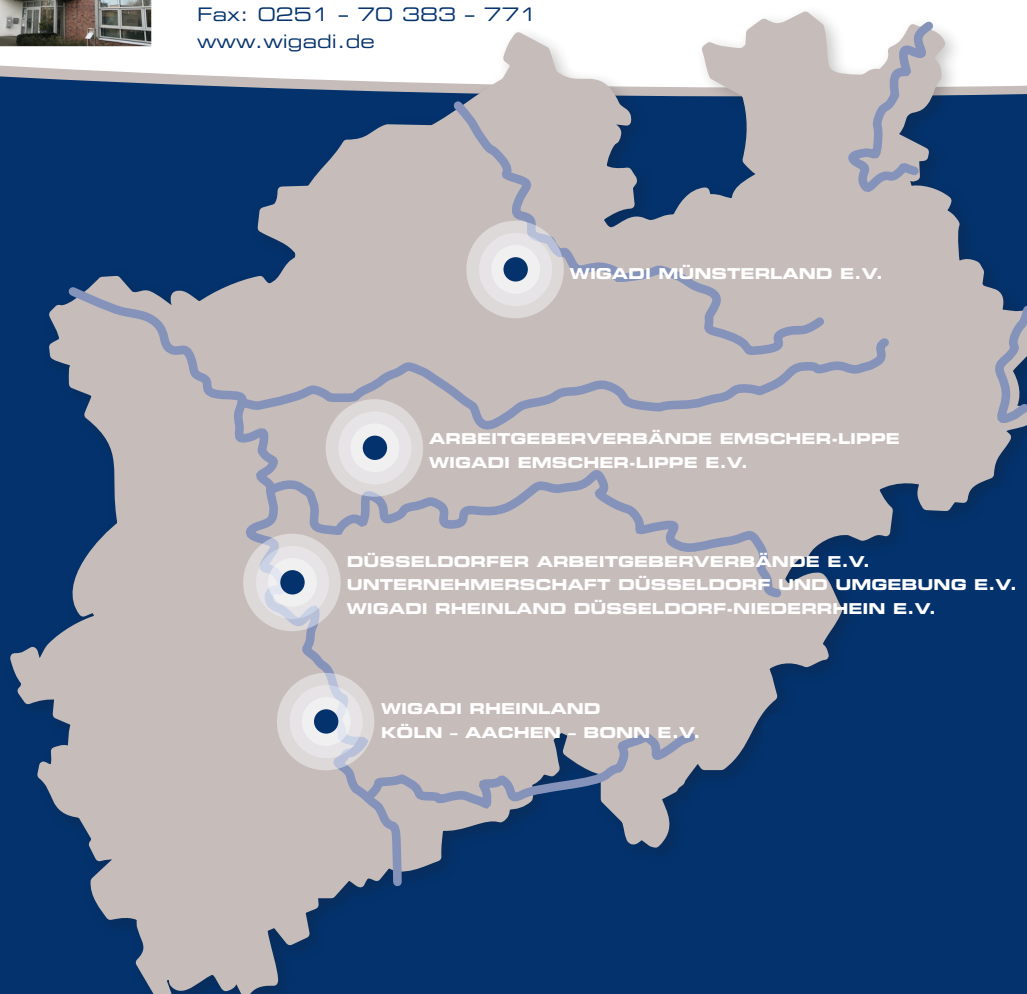 Fax: 0251 - 70 383 - 771
www.wigadi.de
WIGADI MÜNSTERLAND E.V.
ARBEITGEBERVERBÄNDE EMSCHER-LIPPE
WIGADI EMSCHER-LIPPE E.V.
DÜSSELDORFER ARBEITGEBERVERBÄNDE E.V.
UNTERNEHMERSCHAFT DÜSSELDORF UND UMGEBUNG E.V.
WIGADI RHEINLAND DÜSSELDORF-NIEDERRHEIN E.V.
WIGADI RHEINLAND
KÖLN - AACHEN - BONN E.V.